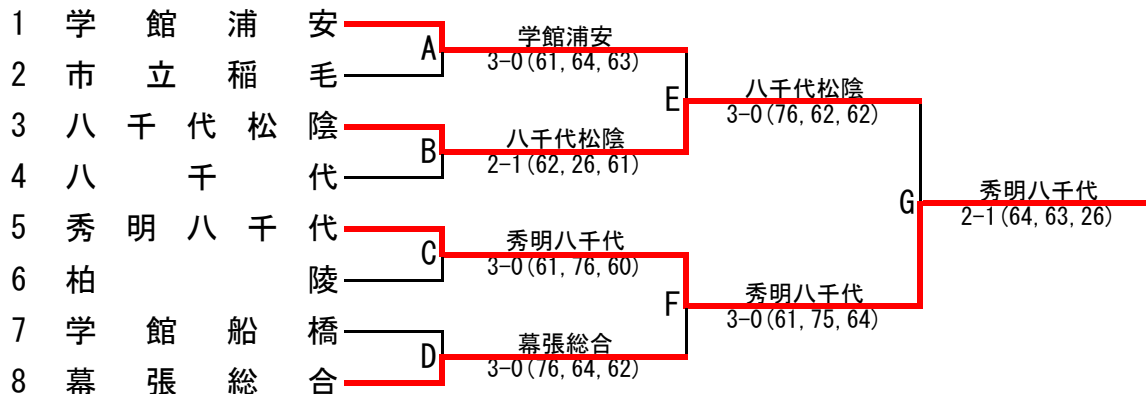 1 学館浦安
2 市立稲毛
3 八千代松陰
4 八千代
5 秀明八千代
6 柏陵
7 学館船橋
8 幕張総合
A
B
C
D
学館浦安
3-0(61, 64, 63)
八千代松陰
2-1(62, 26, 61)
秀明八千代
3-0(61, 76, 60)
幕張総合
3-0(76, 64, 62)
E
F
八千代松陰
3-0(76, 62, 62)
秀明八千代
3-0(61, 75, 64)
G
秀明八千代
2-1(64, 63, 26)